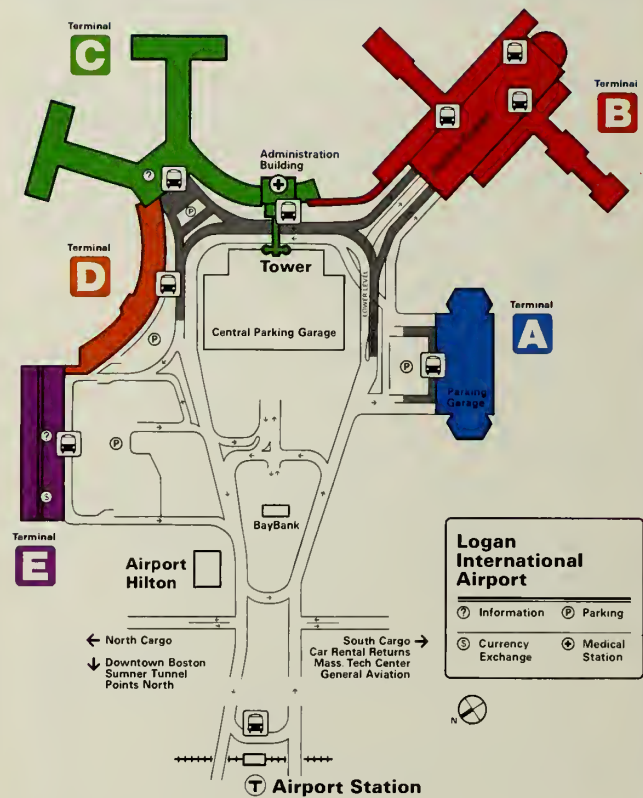 Terminal
C
Terminal
B
Administration
Building
?
P
Tower
Terminal
D
Central Parking Garage
LOWER LEVEL
Terminal
A
P
P
Parking
Garage
?
P
S
BayBank
Terminal
E
Airport
Hilton
Logan
International
Airport
? Information
P Parking
S Currency
Exchange
Medical
Station
← North Cargo
↓ Downtown Boston
Sumner Tunnel
Points North
South Cargo →
Car Rental Returns
Mass. Tech Center
General Aviation
N
T Airport Station